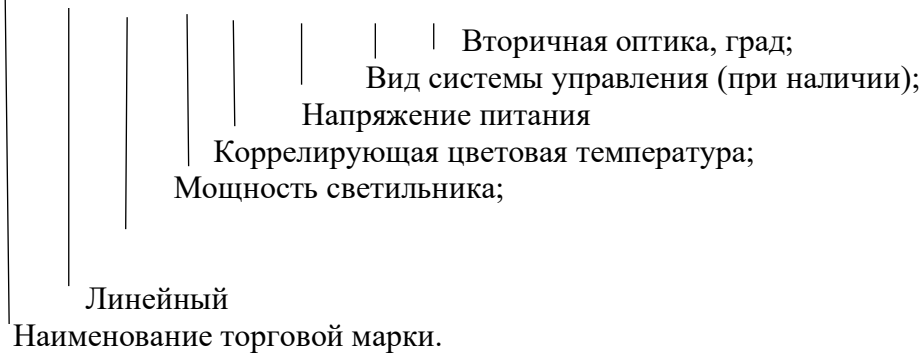 Вторичная оптика, град;
Вид системы управления (при наличии);
Напряжение питания
Коррелирующая цветовая температура;
Мощность светильника;
Линейный
Наименование торговой марки.